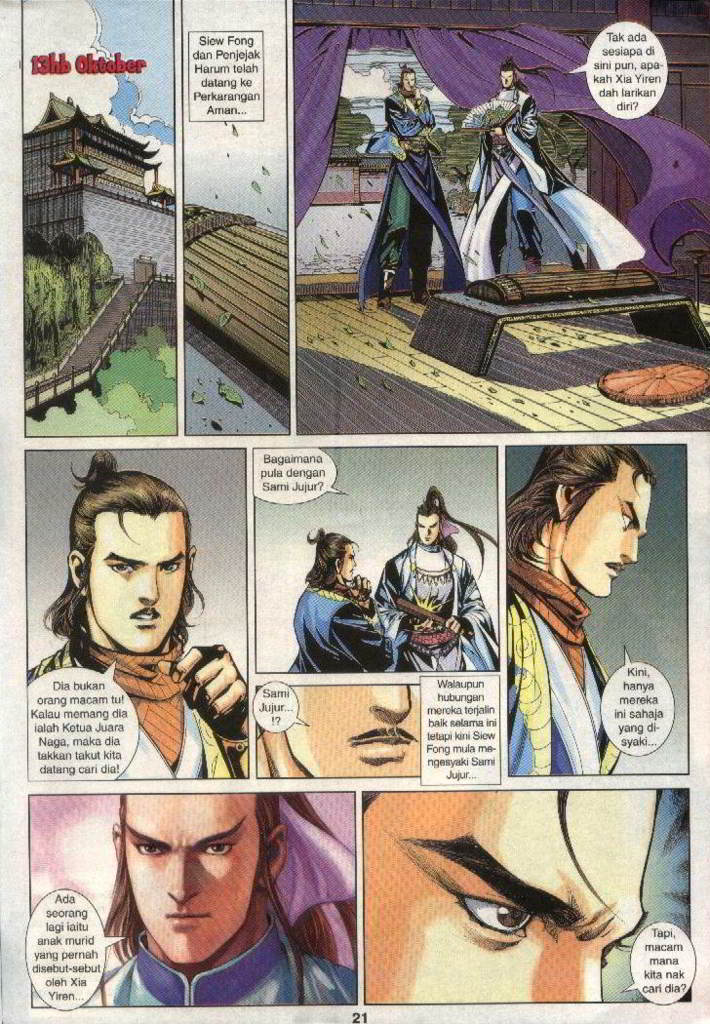 13hb Oktober
Siew Fong
dan Penjejak
Harum telah
datang ke
Perkarangan
Aman...
Tak ada
sesiapa di
sini pun, apa-
kah Xia Yiren
dah larikan
diri?
Dia bukan
orang macam tu!
Kalau memang dia
ialah Ketua Juara
Naga, maka dia
takkan takut kita
datang cari dia!
Bagaimana
pula dengan
Sami Jujur?
Sami
Jujur...
!?
Walaupun
hubungan
mereka terjalin
baik selama ini
tetapi kini Siew
Fong mula me-
ngesyaki Sami
Jujur...
Kini,
hanya
mereka
ini sahaja
yang di-
syaki...
Ada
seorang
lagi iaitu
anak murid
yang pernah
disebut-sebut
oleh Xia
Yiren...
Tapi,
macam
mana
kita nak
cari dia?
21